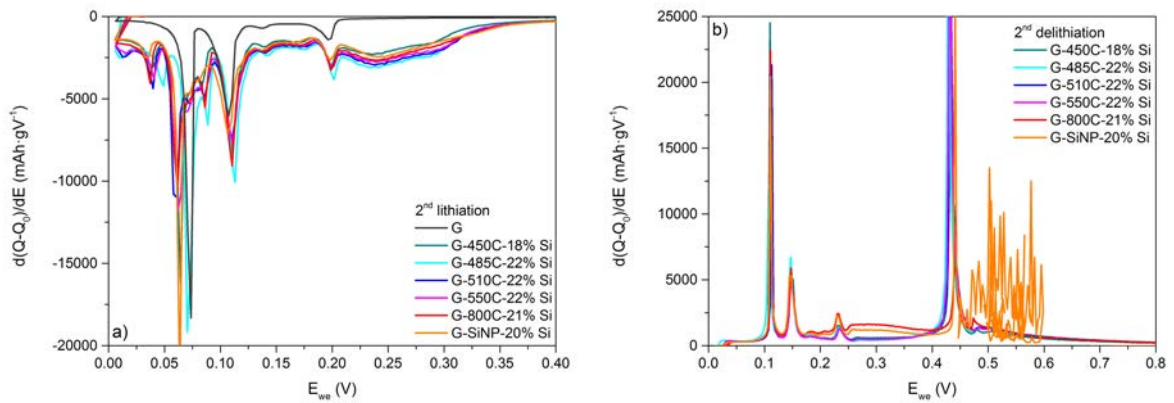 0
-5000
-10000
-15000
-20000
d(Q-Q₀)/dE (mAh·gV⁻¹)
2ⁿᵈ lithiation
G
G-450C-18% Si
G-485C-22% Si
G-510C-22% Si
G-550C-22% Si
G-800C-21% Si
G-SiNP-20% Si
a)
0.00 0.05 0.10 0.15 0.20 0.25 0.30 0.35 0.40
E_we (V)
25000
20000
15000
10000
5000
0
d(Q-Q₀)/dE (mAh·gV⁻¹)
b)
2ⁿᵈ delithiation
G-450C-18% Si
G-485C-22% Si
G-510C-22% Si
G-550C-22% Si
G-800C-21% Si
G-SiNP-20% Si
0.0 0.1 0.2 0.3 0.4 0.5 0.6 0.7 0.8
E_we (V)